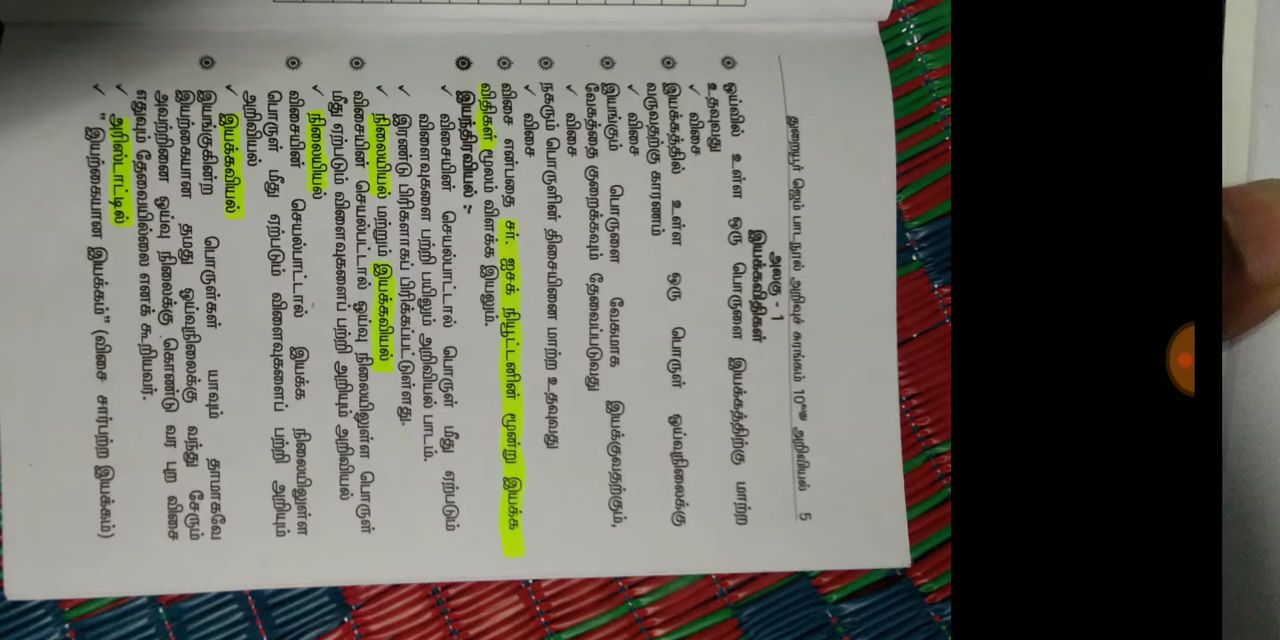 துறையூர் ஜெம் பாடநூல் அறிவுச் சுரங்கம் 10ஆவது அறிவியல் 5
அலகு - 1
இயக்கவிதிகள்
ஓய்வில் உள்ள ஒரு பொருளை இயக்கத்திற்கு மாற்ற
உதவுவது
✓ விசை
இயக்கத்தில் உள்ள ஒரு பொருள் ஓய்வுநிலைக்கு
வருவதற்கு காரணம்
✓ விசை
இயங்கும் பொருளை வேகமாக இயக்குவதற்கும்,
வேகத்தை குறைக்கவும் தேவைப்படுவது
✓ விசை
நகரும் பொருளின் திசையினை மாற்ற உதவுவது
✓ விசை
விசை என்பதை சர். ஐசக் நியூட்டனின் மூன்று இயக்க
விதிகள் மூலம் விளக்க இயலும்.
இயந்திரவியல் :-
✓ விசையின் செயல்பாட்டால் பொருள் மீது ஏற்படும்
விளைவுகளை பற்றி பயிலும் அறிவியல் பாடம்.
✓ இரண்டு பிரிகளாகப் பிரிக்கப்பட்டுள்ளது.
✓ நிலையியல் மற்றும் இயக்கவியல்
விசையின் செயல்பட்டால் ஓய்வு நிலையிலுள்ள பொருள்
மீது ஏற்படும் விளைவுகளைப் பற்றி அறியும் அறிவியல்
✓ நிலையியல்
விசையின் செயல்பாட்டால் இயக்க நிலையிலுள்ள
பொருள் மீது ஏற்படும் விளைவுகளைப் பற்றி அறியும்
அறிவியல்
✓ இயக்கவியல்
இயங்குகின்ற பொருள்கள் யாவும் தாமாகவே
இயற்கையான தமது ஓய்வுநிலைக்கு வந்து சேரும்
அவற்றினை ஓய்வு நிலைக்கு கொண்டு வர புற விசை
எதுவும் தேவையில்லை எனக் கூறியவர்.
✓ அரிஸ்டாட்டில்
✓ "இயற்கையான இயக்கம்" (விசை சார்பற்ற இயக்கம்)